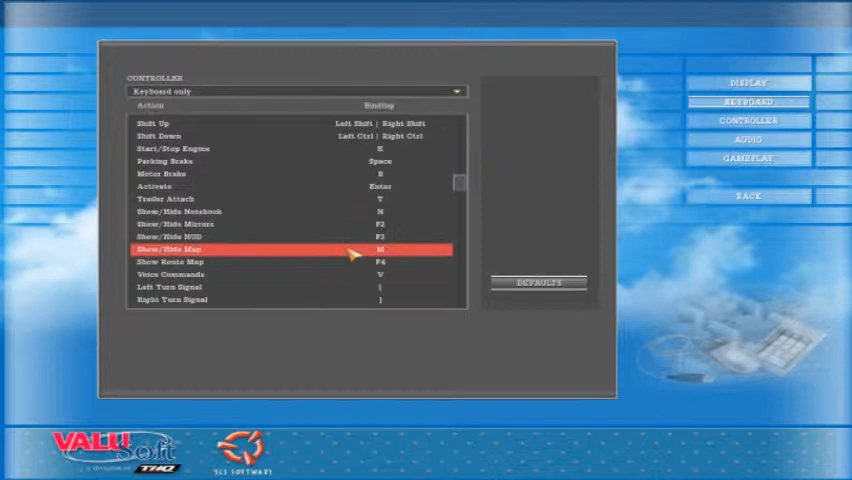 CONTROLLER
Keyboard only
Action Binding
Shift Up Left Shift | Right Shift
Shift Down Left Ctrl | Right Ctrl
Start/Stop Engine E
Parking Brake Space
Motor Brake B
Activate Enter
Trailer Attach T
Show/Hide Notebook N
Show/Hide Mirrors F2
Show/Hide HUD F3
Show/Hide Map M
Show Route Map F4
Voice Commands V
Left Turn Signal [
Right Turn Signal ]
DEFAULTS
DISPLAY
KEYBOARD
CONTROLLER
AUDIO
GAMEPLAY
BACK
VALUSoft
a division of THQ
SCS SOFTWARE